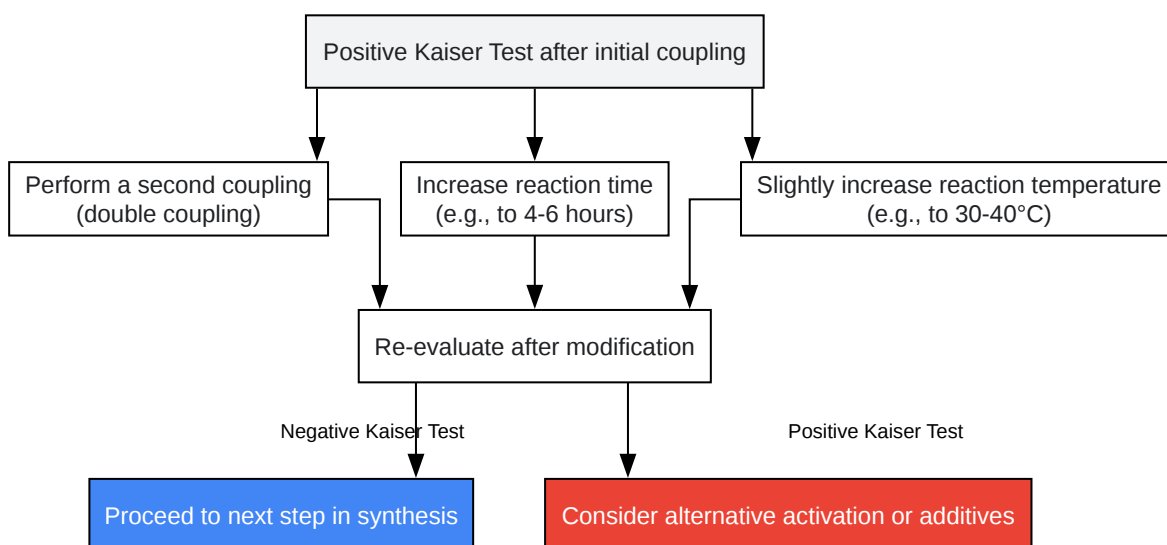 Positive Kaiser Test after initial coupling
Perform a second coupling
(double coupling)
Increase reaction time
(e.g., to 4-6 hours)
Slightly increase reaction temperature
(e.g., to 30-40°C)
Re-evaluate after modification
Negative Kaiser Test
Positive Kaiser Test
Proceed to next step in synthesis
Consider alternative activation or additives